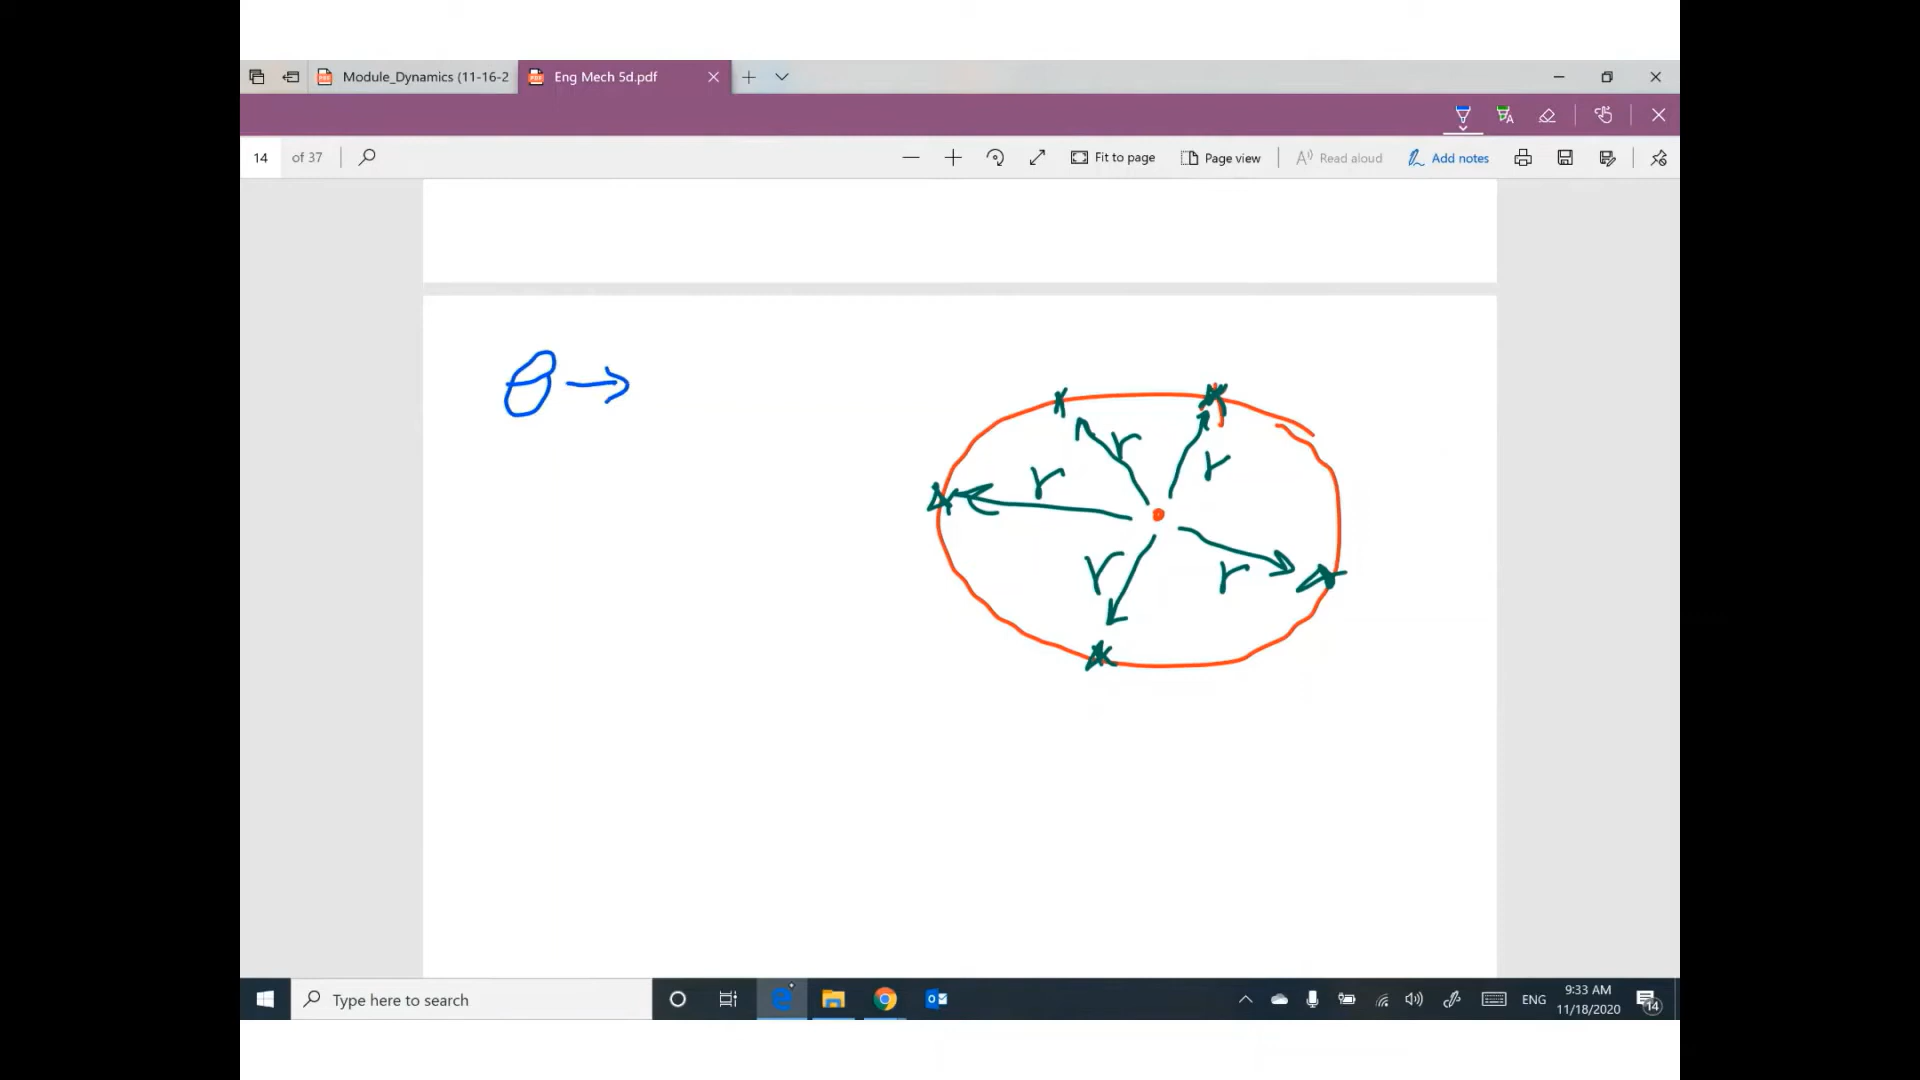 Module_Dynamics (11-16-2
Eng Mech 5d.pdf
14 of 37
Fit to page
Page view
Read aloud
Add notes
θ →
r
r
r
r
r
Type here to search
ENG
9:33 AM
11/18/2020
14